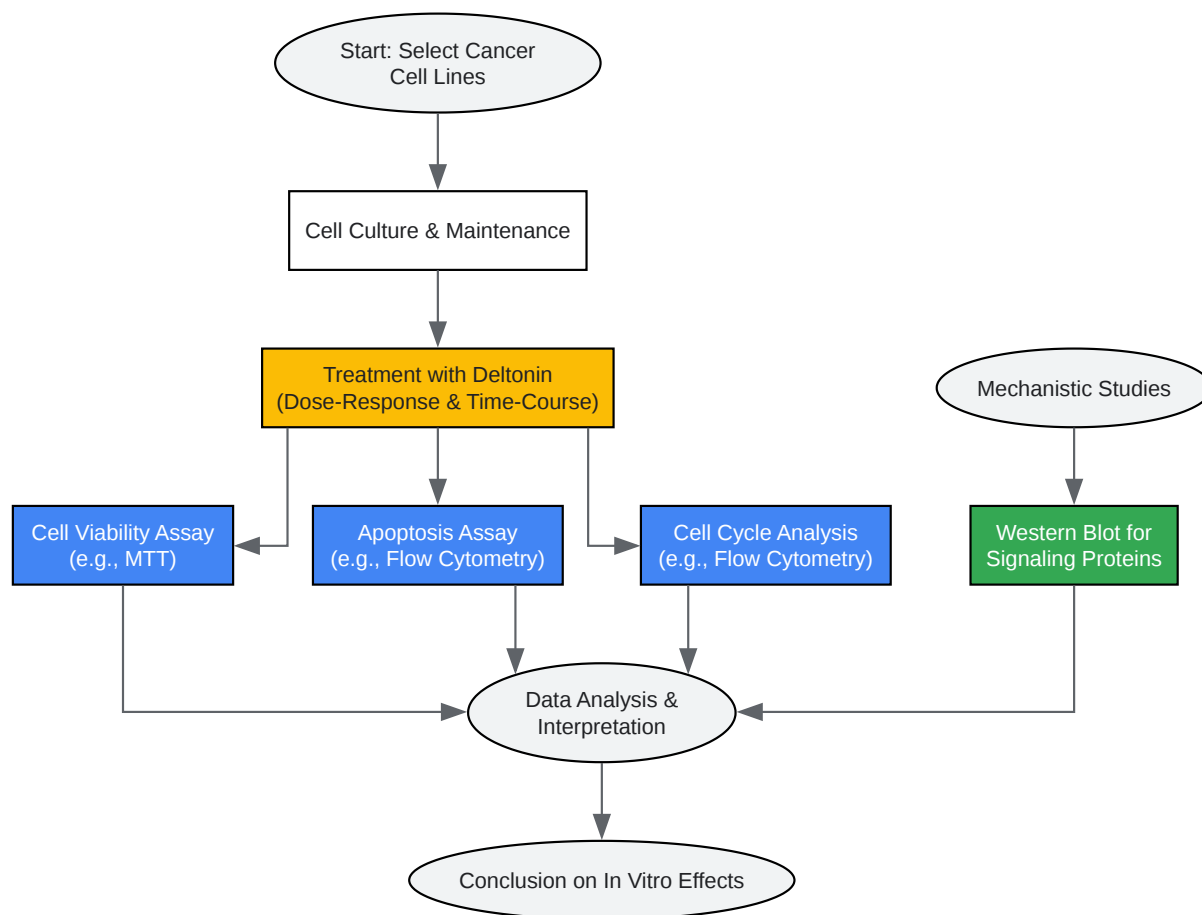 Start: Select Cancer
Cell Lines
Cell Culture & Maintenance
Treatment with Deltonin
(Dose-Response & Time-Course)
Mechanistic Studies
Cell Viability Assay
(e.g., MTT)
Apoptosis Assay
(e.g., Flow Cytometry)
Cell Cycle Analysis
(e.g., Flow Cytometry)
Western Blot for
Signaling Proteins
Data Analysis &
Interpretation
Conclusion on In Vitro Effects